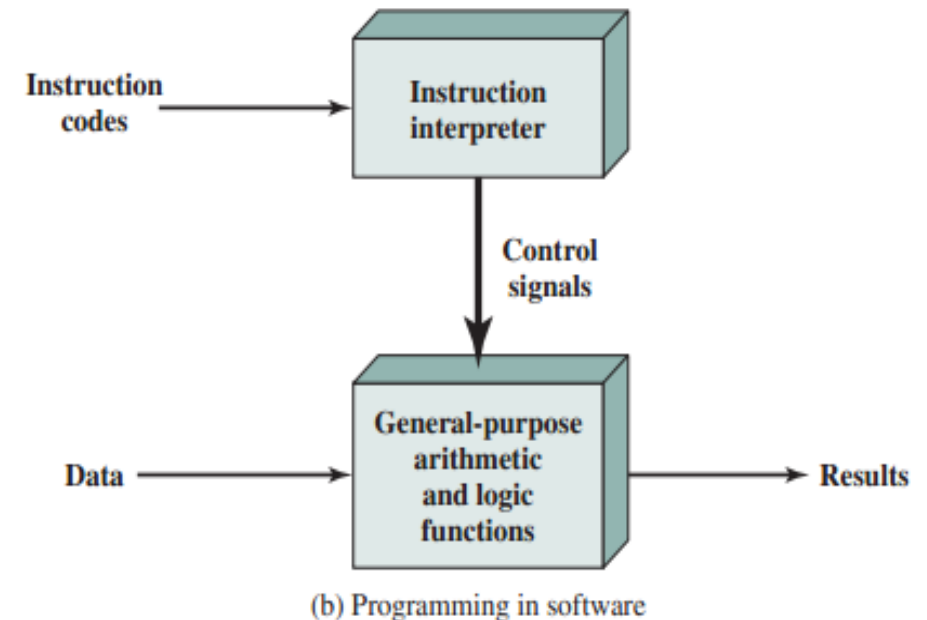 Instruction
codes
Instruction
interpreter
Control
signals
Data
General-purpose
arithmetic
and logic
functions
Results
(b) Programming in software